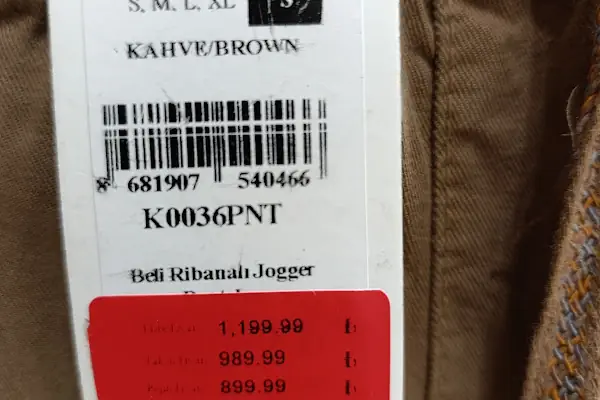 S, M, L, XL S
KAHVE/BROWN
8 681907 540466
K0036PNT
Beli Ribanalı Jogger
1,199.99 ₺
989.99 ₺
899.99 ₺